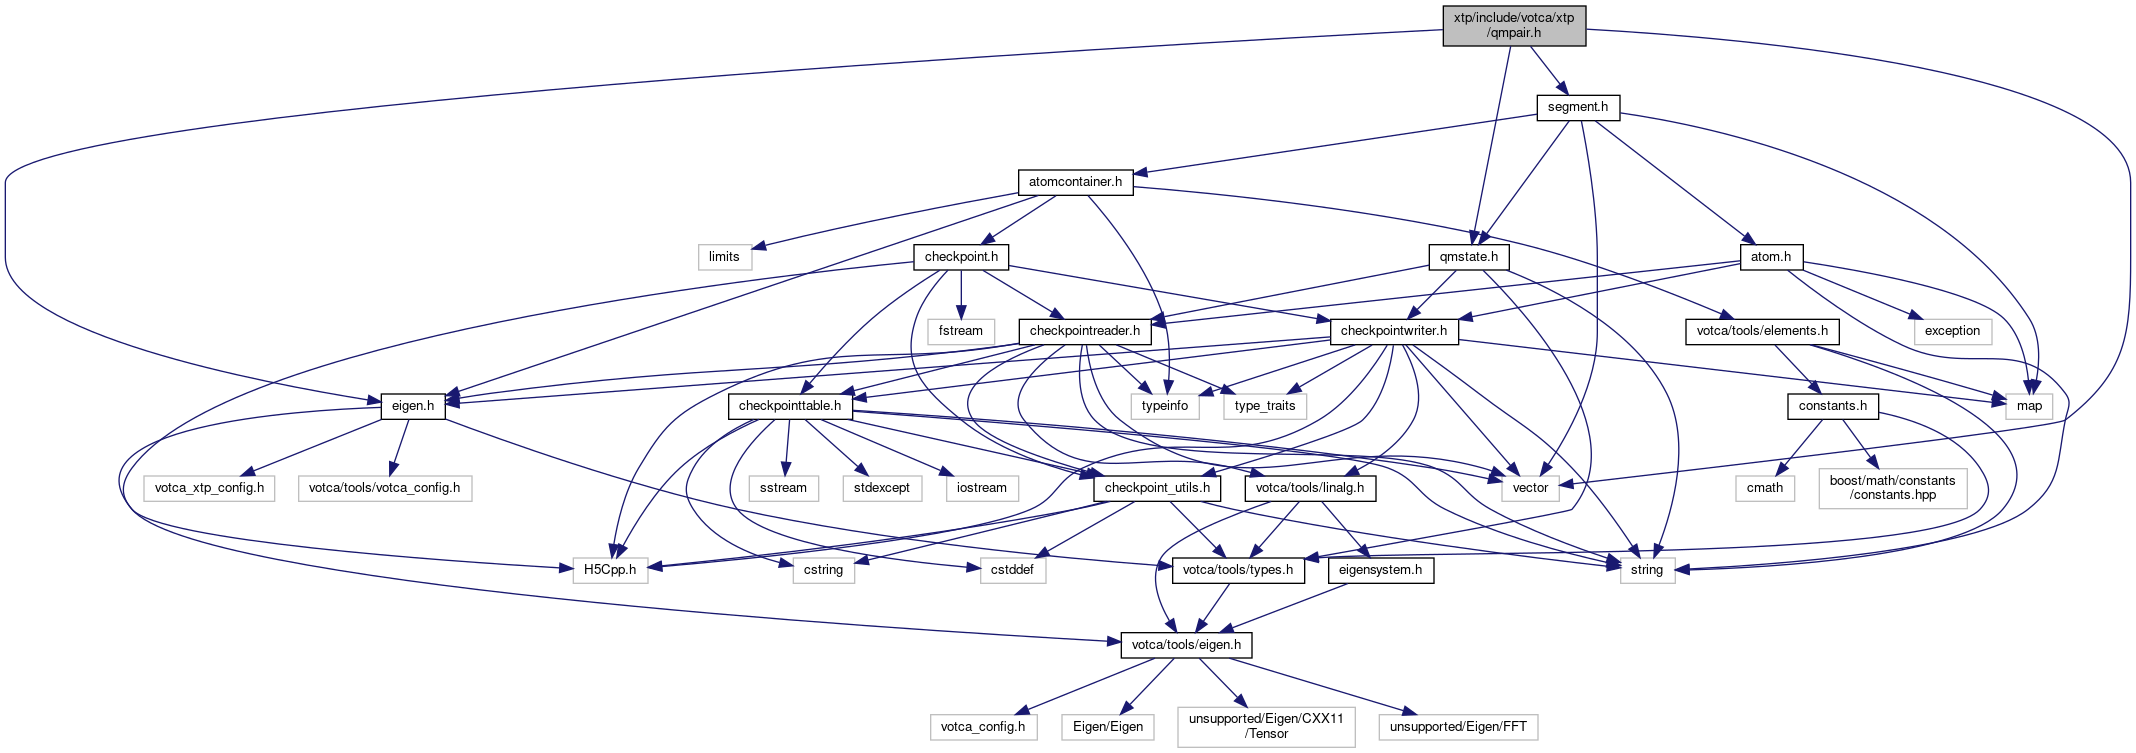 xtp/include/votca/xtp
/qmpair.h
segment.h
atomcontainer.h
limits
checkpoint.h
qmstate.h
atom.h
fstream
checkpointreader.h
checkpointwriter.h
votca/tools/elements.h
exception
eigen.h
checkpointtable.h
typeinfo
type_traits
constants.h
map
votca_xtp_config.h
votca/tools/votca_config.h
sstream
stdexcept
iostream
checkpoint_utils.h
votca/tools/linalg.h
vector
cmath
boost/math/constants
/constants.hpp
H5Cpp.h
cstring
cstddef
votca/tools/types.h
eigensystem.h
string
votca/tools/eigen.h
votca_config.h
Eigen/Eigen
unsupported/Eigen/CXX11
/Tensor
unsupported/Eigen/FFT